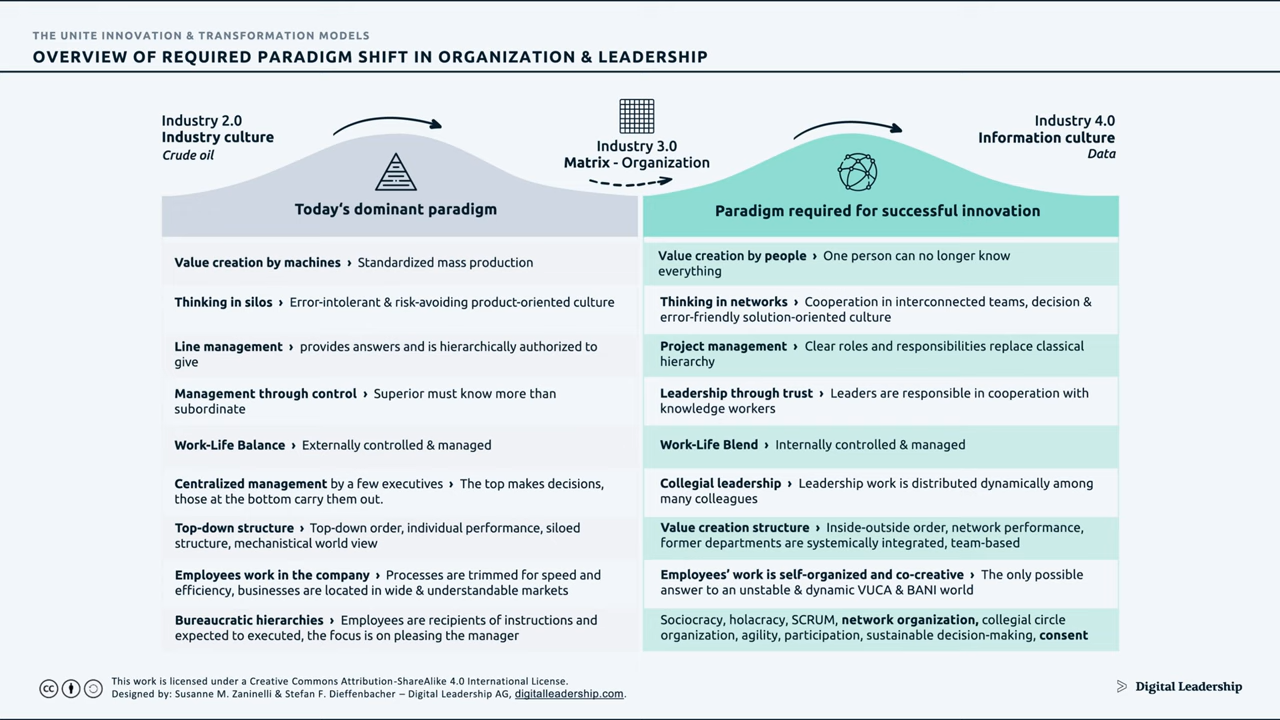 THE UNITE INNOVATION & TRANSFORMATION MODELS
OVERVIEW OF REQUIRED PARADIGM SHIFT IN ORGANIZATION & LEADERSHIP
Industry 2.0
Industry culture
Crude oil
Industry 3.0
Matrix - Organization
Industry 4.0
Information culture
Data
Today's dominant paradigm
Paradigm required for successful innovation
Value creation by machines › Standardized mass production
Value creation by people › One person can no longer know
everything
Thinking in silos › Error-intolerant & risk-avoiding product-oriented culture
Thinking in networks › Cooperation in interconnected teams, decision &
error-friendly solution-oriented culture
Line management › provides answers and is hierarchically authorized to
give
Project management › Clear roles and responsibilities replace classical
hierarchy
Management through control › Superior must know more than
subordinate
Leadership through trust › Leaders are responsible in cooperation with
knowledge workers
Work-Life Balance › Externally controlled & managed
Work-Life Blend › Internally controlled & managed
Centralized management by a few executives › The top makes decisions,
those at the bottom carry them out.
Collegial leadership › Leadership work is distributed dynamically among
many colleagues
Top-down structure › Top-down order, individual performance, siloed
structure, mechanistical world view
Value creation structure › Inside-outside order, network performance,
former departments are systemically integrated, team-based
Employees work in the company › Processes are trimmed for speed and
efficiency, businesses are located in wide & understandable markets
Employees' work is self-organized and co-creative › The only possible
answer to an unstable & dynamic VUCA & BANI world
Bureaucratic hierarchies › Employees are recipients of instructions and
expected to executed, the focus is on pleasing the manager
Sociocracy, holacracy, SCRUM, network organization, collegial circle
organization, agility, participation, sustainable decision-making, consent
cc
This work is licensed under a Creative Commons Attribution-ShareAlike 4.0 International License.
Designed by: Susanne M. Zaninelli & Stefan F. Dieffenbacher – Digital Leadership AG, digitalleadership.com.
Digital Leadership